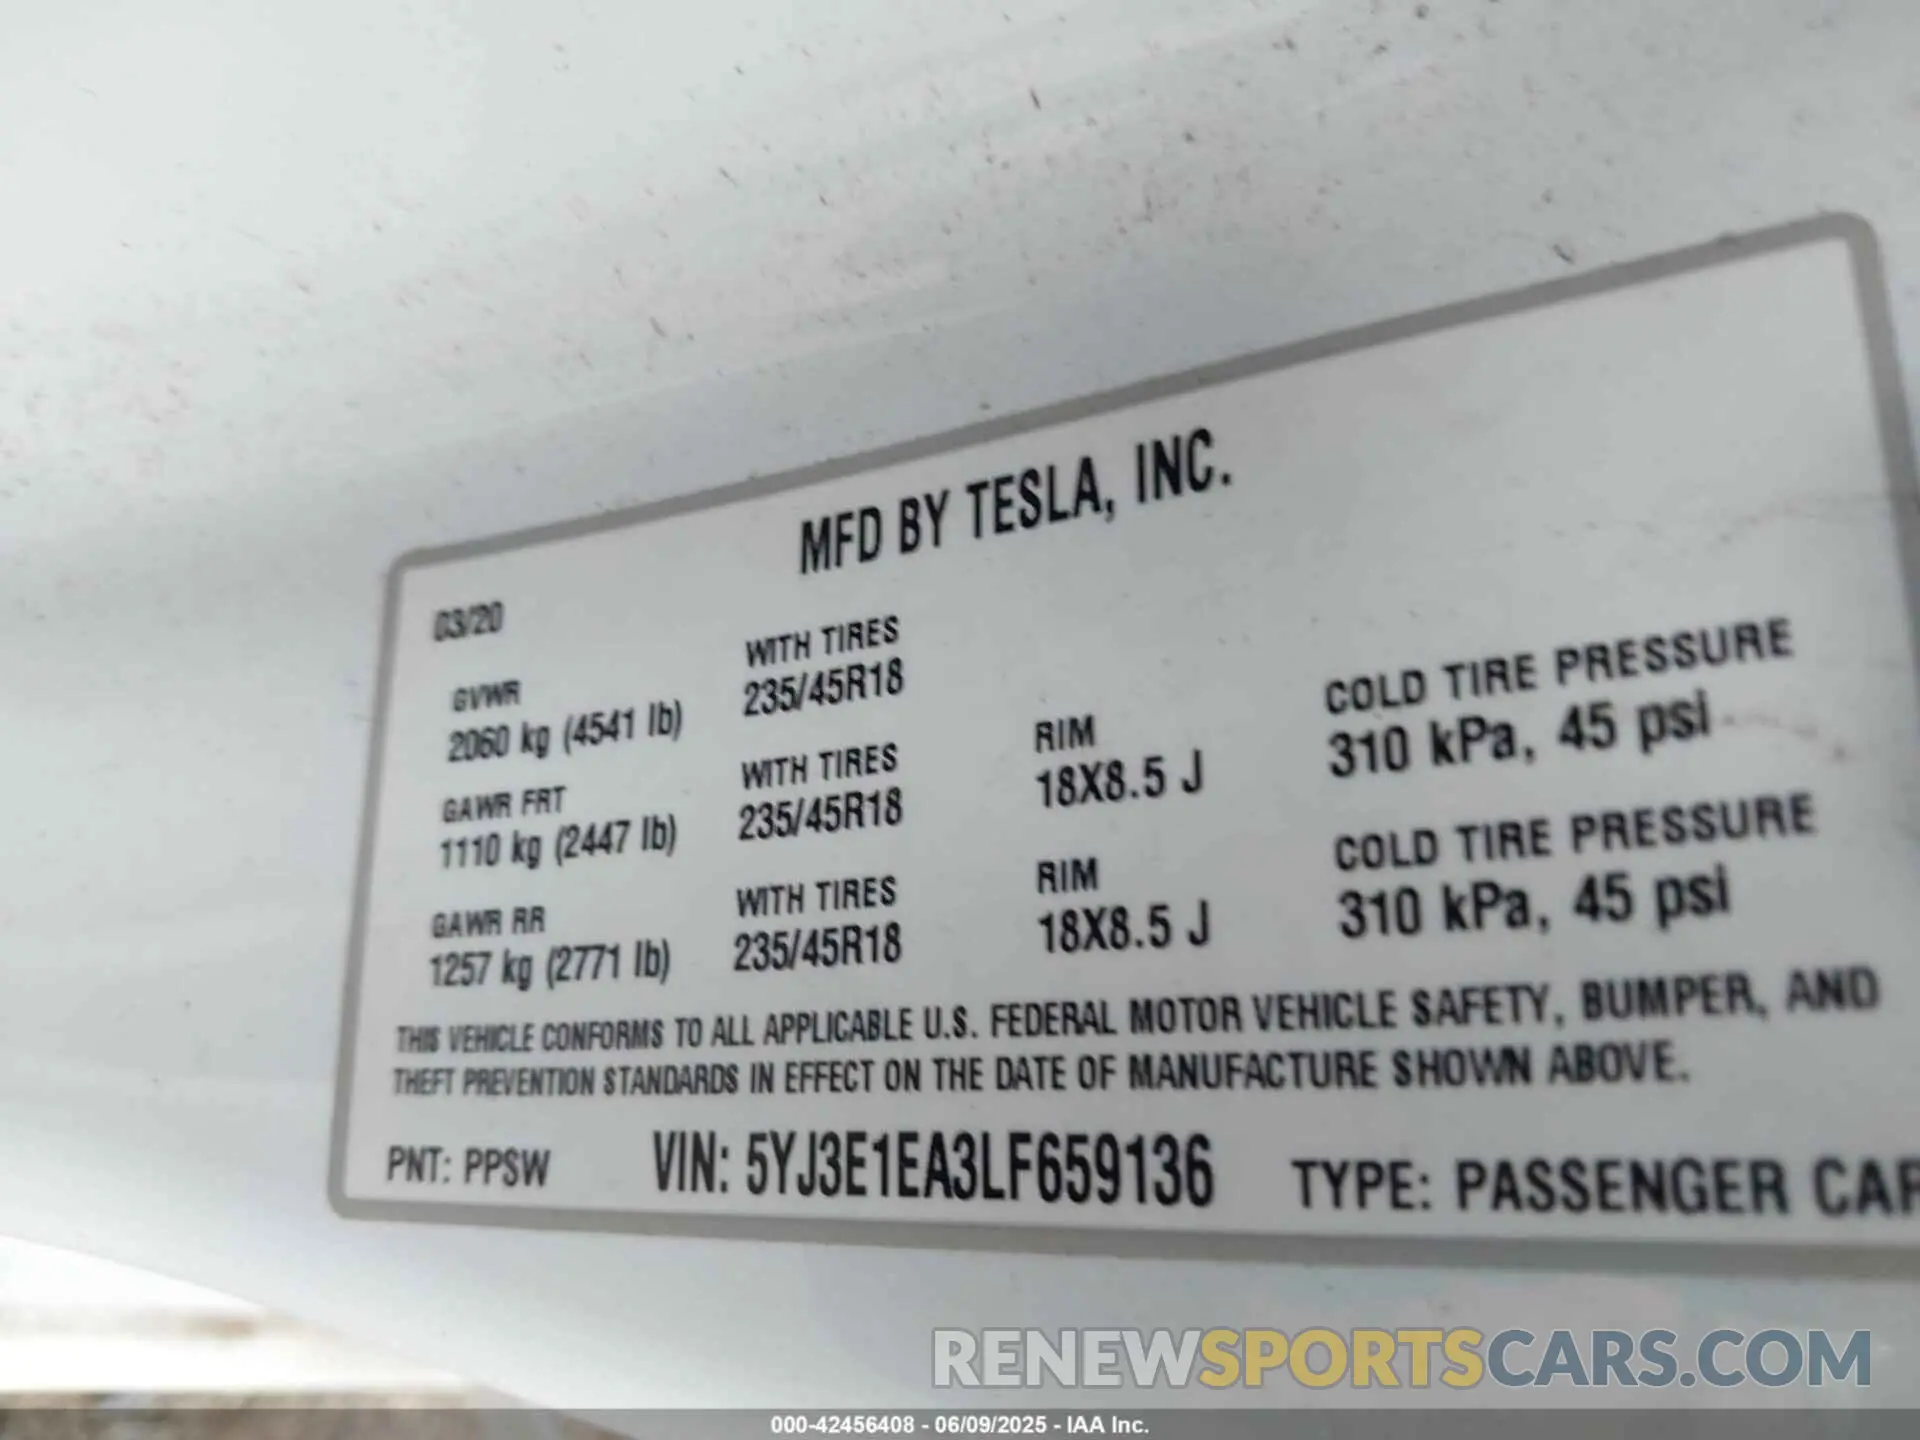 MFD BY TESLA, INC.
03/20
GVWR
2060 kg (4541 lb)
WITH TIRES
235/45R18
GAWR FRT
1110 kg (2447 lb)
WITH TIRES
235/45R18
RIM
18X8.5 J
COLD TIRE PRESSURE
310 kPa, 45 psi
GAWR RR
1257 kg (2771 lb)
WITH TIRES
235/45R18
RIM
18X8.5 J
COLD TIRE PRESSURE
310 kPa, 45 psi
THIS VEHICLE CONFORMS TO ALL APPLICABLE U.S. FEDERAL MOTOR VEHICLE SAFETY, BUMPER, AND
THEFT PREVENTION STANDARDS IN EFFECT ON THE DATE OF MANUFACTURE SHOWN ABOVE.
PNT: PPSW VIN: 5YJ3E1EA3LF659136 TYPE: PASSENGER CAR
RENEWSPORTSCARS.COM
000-42456408 - 06/09/2025 - IAA Inc.